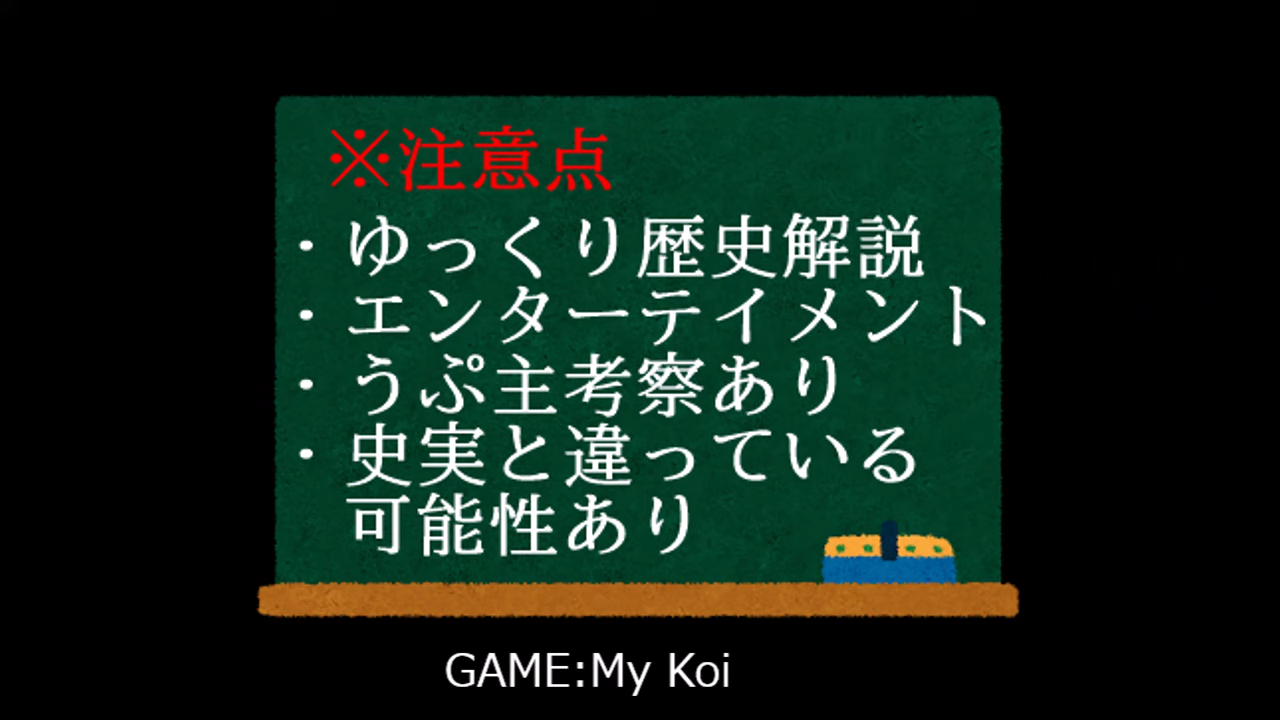 ※注意点
・ゆっくり歴史解説
・エンターテイメント
・うぷ主考察あり
・史実と違っている
可能性あり
GAME:My Koi